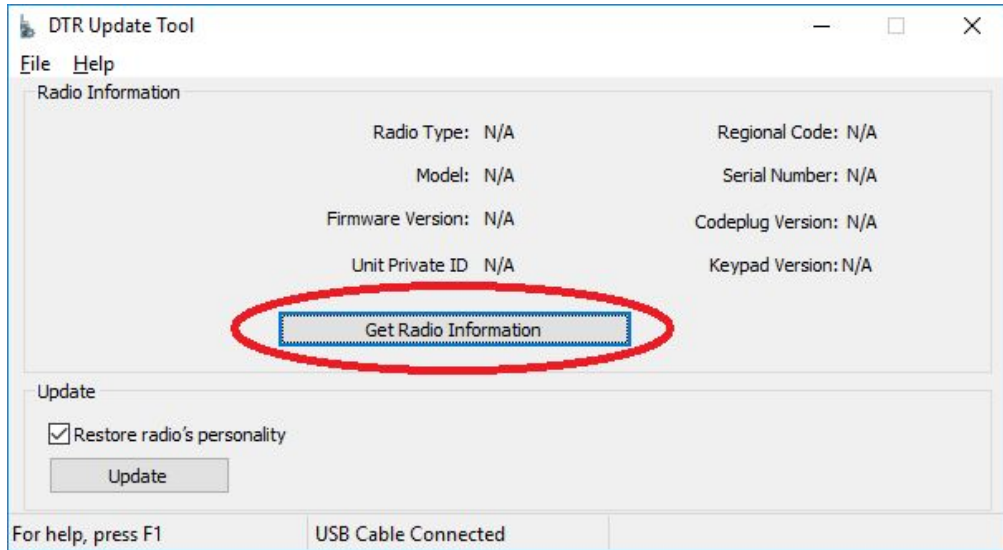 DTR Update Tool
File Help
Radio Information
Radio Type: N/A Regional Code: N/A
Model: N/A Serial Number: N/A
Firmware Version: N/A Codeplug Version: N/A
Unit Private ID N/A Keypad Version: N/A
Get Radio Information
Update
Restore radio's personality
Update
For help, press F1 USB Cable Connected